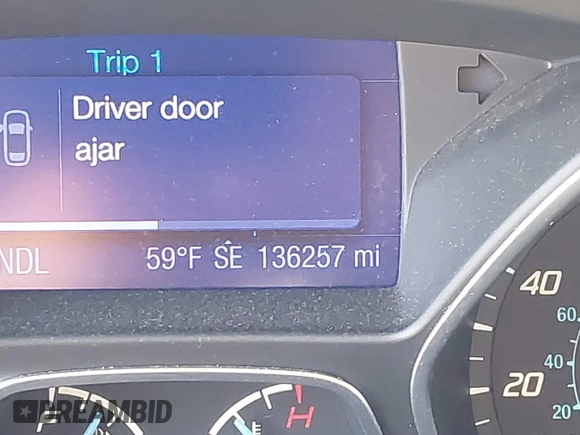 Trip 1
Driver door
ajar
NDL
59°F SE 136257 mi
40
60
20
40
20
F
H
E
DREAMBID